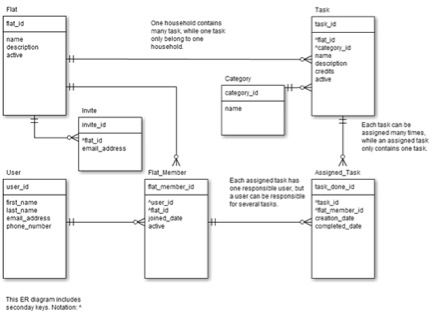 Flat
flat_id
name
description
active
One household contains
many task, while one task
only belong to one
household.
Task
task_id
^flat_id
^category_id
name
description
credits
active
Category
category_id
name
Invite
invite_id
^flat_id
email_address
Each task can be
assigned many times,
while an assigned task
only contains one task.
User
user_id
first_name
last_name
email_address
phone_number
Flat_Member
flat_member_id
^user_id
^flat_id
joined_date
active
Each assigned task has
one responsible user, but
a user can be responsible
for several tasks.
Assigned_Task
task_done_id
^task_id
^flat_member_id
creation_date
completed_date
This ER diagram includes
seconday keys. Notation: ^